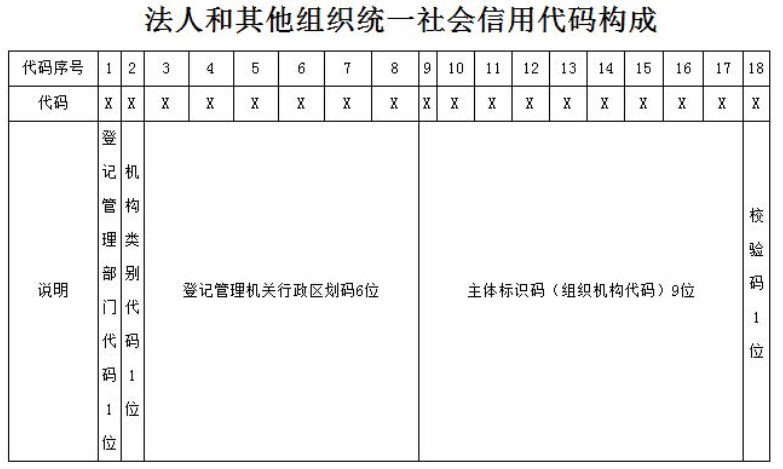 法人和其他组织统一社会信用代码构成
代码序号 1 2 3 4 5 6 7 8 9 10 11 12 13 14 15 16 17 18
代码 X X X X X X X X X X X X X X X X X X
说明
登记管理部门代码1位
机构类别代码1位
登记管理机关行政区划码6位
主体标识码（组织机构代码）9位
校验码1位